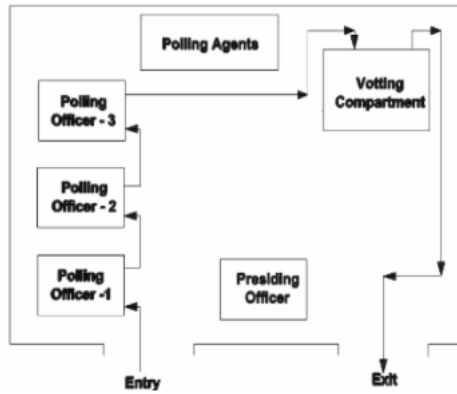 Polling Agents
Votting
Compartment
Polling
Officer - 3
Polling
Officer - 2
Polling
Officer -1
Presiding
Officer
Entry
Exit